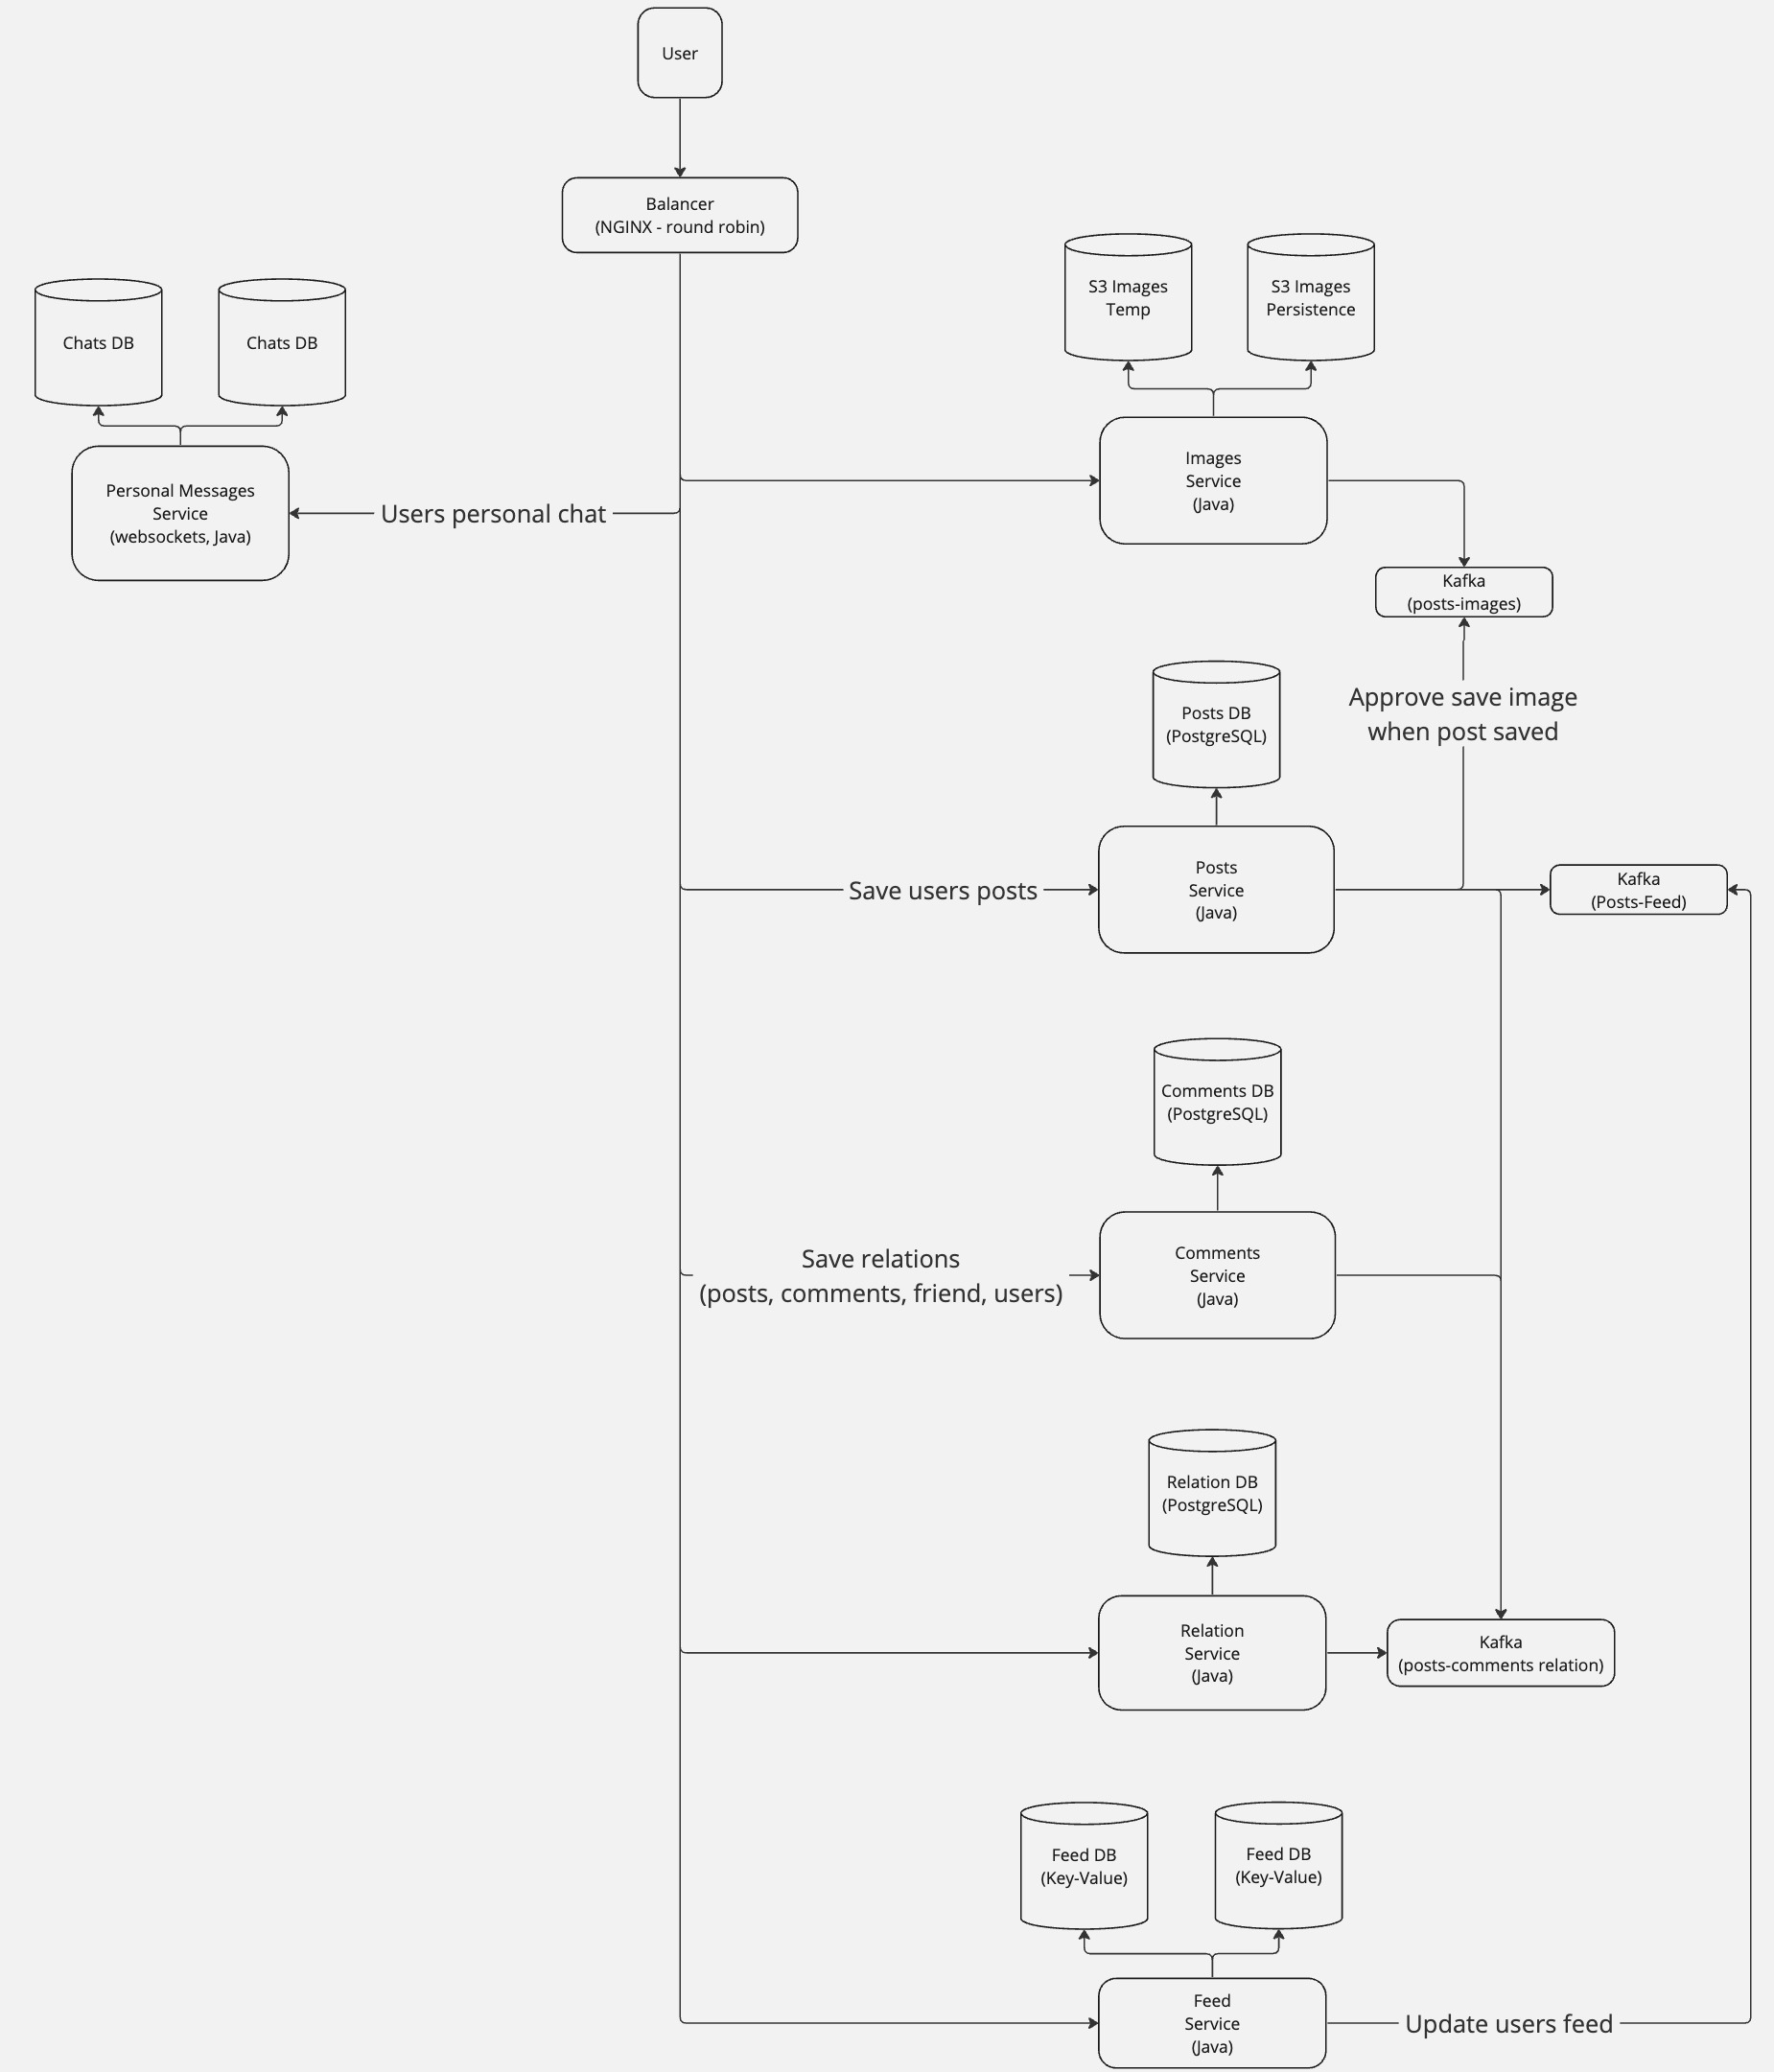 User
Balancer
(NGINX - round robin)
S3 Images
Temp
S3 Images
Persistence
Chats DB
Chats DB
Images
Service
(Java)
Personal Messages
Service
(websockets, Java)
Users personal chat
Kafka
(posts-images)
Approve save image
when post saved
Posts DB
(PostgreSQL)
Posts
Service
(Java)
Save users posts
Kafka
(Posts-Feed)
Comments DB
(PostgreSQL)
Save relations
(posts, comments, friend, users)
Comments
Service
(Java)
Relation DB
(PostgreSQL)
Relation
Service
(Java)
Kafka
(posts-comments relation)
Feed DB
(Key-Value)
Feed DB
(Key-Value)
Feed
Service
(Java)
Update users feed